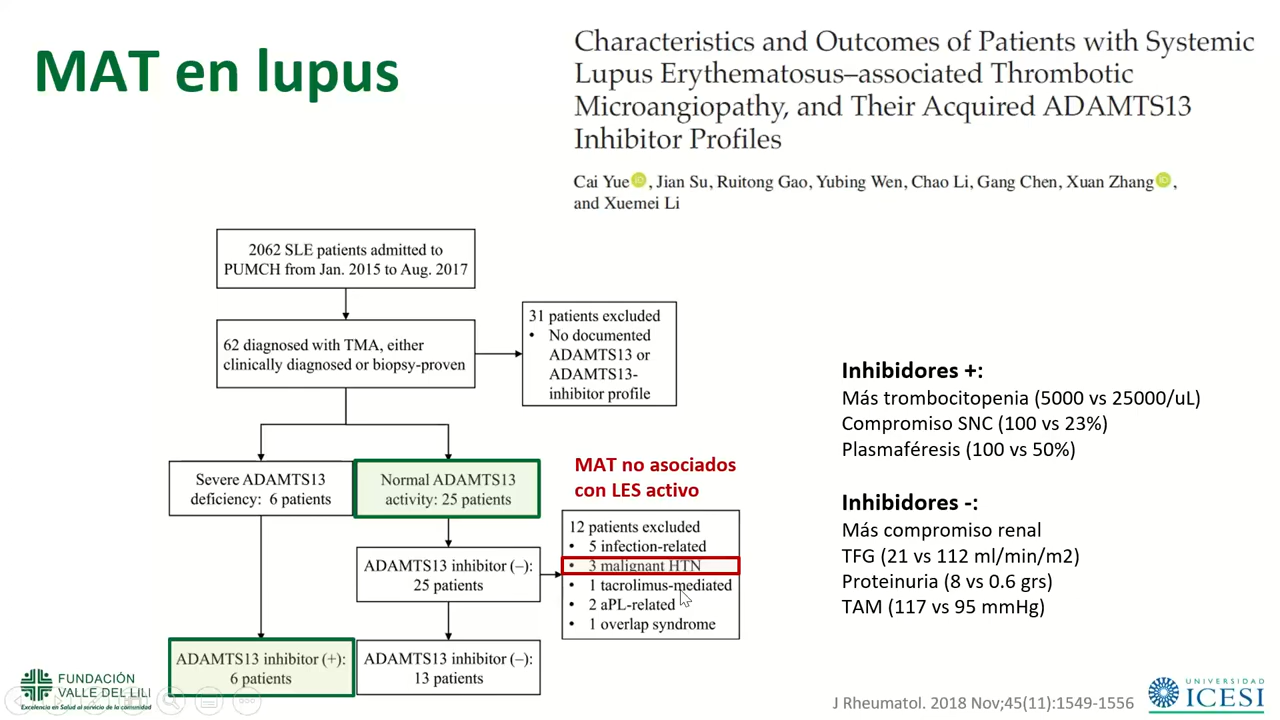 MAT en lupus
Characteristics and Outcomes of Patients with Systemic
Lupus Erythematosus–associated Thrombotic
Microangiopathy, and Their Acquired ADAMTS13
Inhibitor Profiles
Cai Yue, Jian Su, Ruitong Gao, Yubing Wen, Chao Li, Gang Chen, Xuan Zhang,
and Xuemei Li
2062 SLE patients admitted to
PUMCH from Jan. 2015 to Aug. 2017
62 diagnosed with TMA, either
clinically diagnosed or biopsy-proven
31 patients excluded
• No documented
ADAMTS13 or
ADAMTS13-
inhibitor profile
Severe ADAMTS13
deficiency: 6 patients
Normal ADAMTS13
activity: 25 patients
MAT no asociados
con LES activo
ADAMTS13 inhibitor (–):
25 patients
12 patients excluded
• 5 infection-related
• 3 malignant HTN
• 1 tacrolimus-mediated
• 2 aPL-related
• 1 overlap syndrome
ADAMTS13 inhibitor (+):
6 patients
ADAMTS13 inhibitor (–):
13 patients
Inhibidores +:
Más trombocitopenia (5000 vs 25000/uL)
Compromiso SNC (100 vs 23%)
Plasmaféresis (100 vs 50%)
Inhibidores -:
Más compromiso renal
TFG (21 vs 112 ml/min/m2)
Proteinuria (8 vs 0.6 grs)
TAM (117 vs 95 mmHg)
FUNDACIÓN
VALLE DEL LILI
Excelencia en Salud al servicio de la comunidad
J Rheumatol. 2018 Nov;45(11):1549-1556
UNIVERSIDAD
ICESI